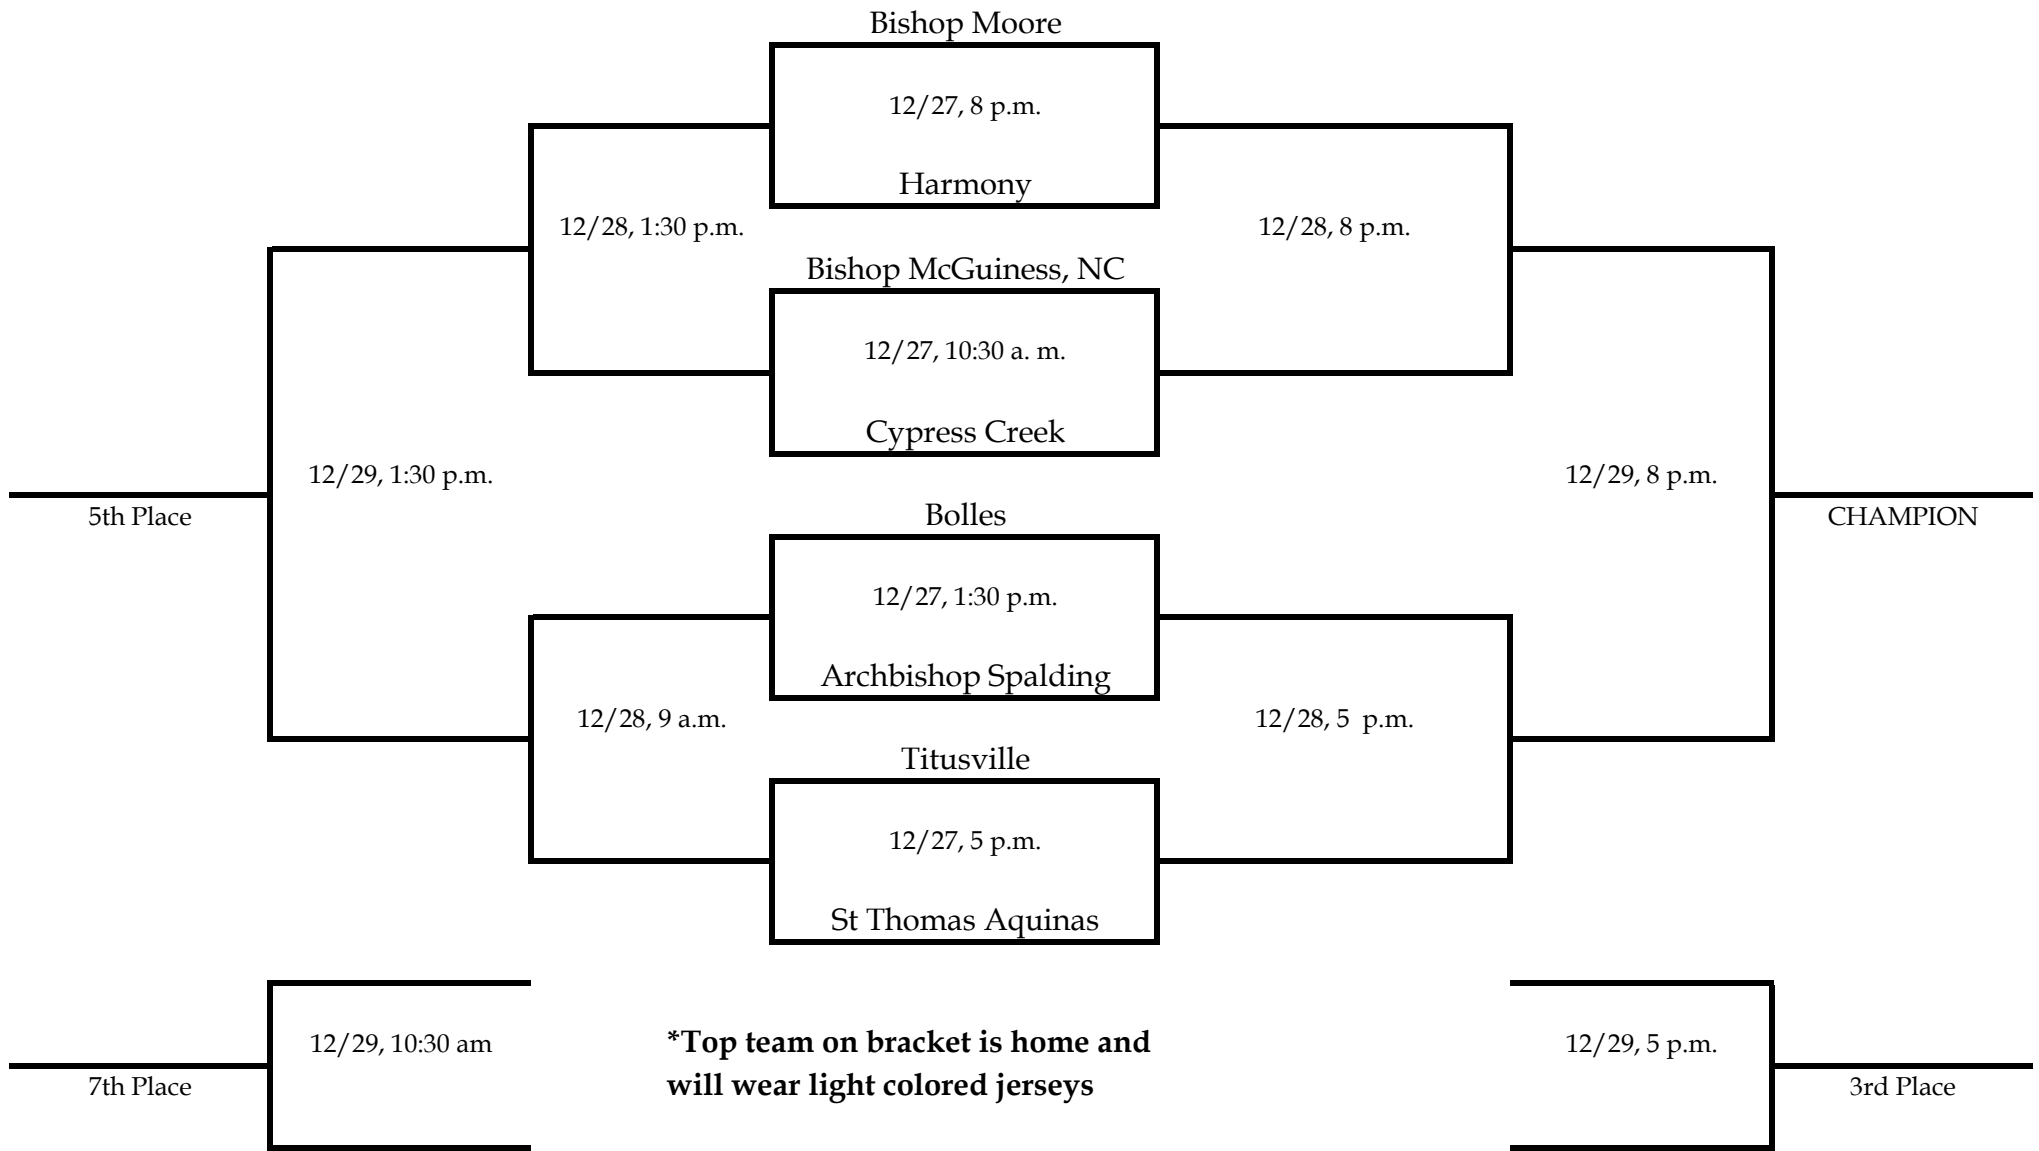 Bishop Moore
12/27, 8 p.m.
Harmony
12/28, 1:30 p.m.
12/28, 8 p.m.
Bishop McGuiness, NC
12/27, 10:30 a. m.
Cypress Creek
12/29, 1:30 p.m.
12/29, 8 p.m.
5th Place
Bolles
CHAMPION
12/27, 1:30 p.m.
Archbishop Spalding
12/28, 9 a.m.
12/28, 5  p.m.
Titusville
12/27, 5 p.m.
St Thomas Aquinas
12/29, 10:30 am
*Top team on bracket is home and
will wear light colored jerseys
12/29, 5 p.m.
7th Place
3rd Place